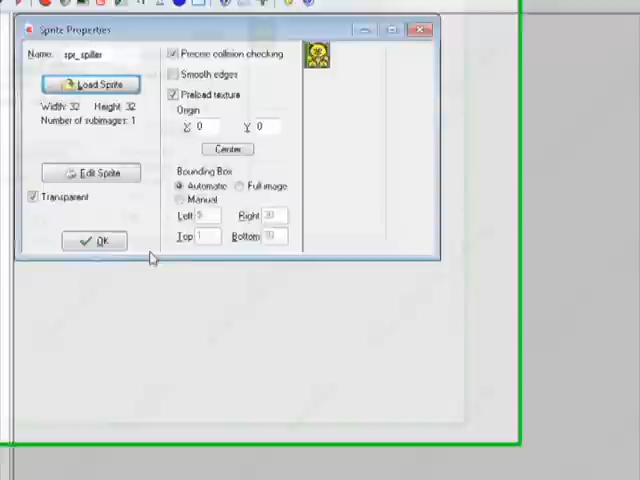 Sprite Properties
Name: spr_spiller
Load Sprite
Width: 32 Height: 32
Number of subimages: 1
Edit Sprite
Transparent
OK
Precise collision checking
Smooth edges
Preload texture
Origin
X 0 Y 0
Center
Bounding Box
Automatic Full image
Manual
Left Right
Top 1 Bottom